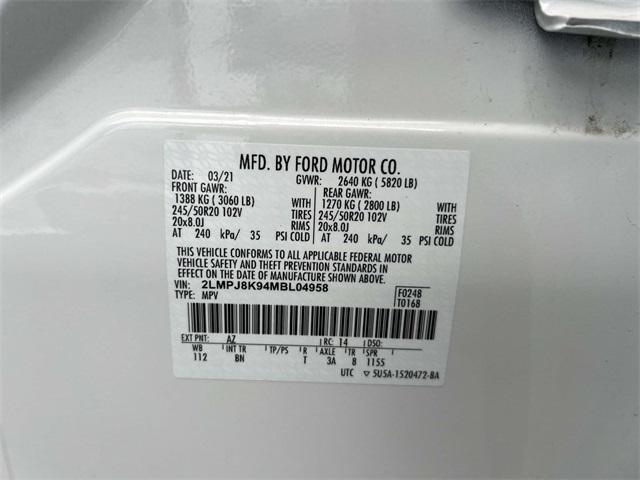 MFD. BY FORD MOTOR CO.
DATE: 03/21 GVWR: 2640 KG ( 5820 LB)
FRONT GAWR: REAR GAWR:
1388 KG ( 3060 LB) WITH 1270 KG ( 2800 LB) WITH
245/50R20 102V TIRES 245/50R20 102V TIRES
20x8.0J RIMS 20x8.0J RIMS
AT 240 kPa/ 35 PSI COLD AT 240 kPa/ 35 PSI COLD
THIS VEHICLE CONFORMS TO ALL APPLICABLE FEDERAL MOTOR
VEHICLE SAFETY AND THEFT PREVENTION STANDARDS IN
EFFECT ON THE DATE OF MANUFACTURE SHOWN ABOVE.
VIN: 2LMPJ8K94MBL04958 F0248
TYPE: MPV T0168
EXT PNT: AZ RC: 14 DSO:
WB INT TR TP/PS R AXLE TR SPR
112 BN T 3A 8 1155
UTC ▽ 5U5A-1520472-BA